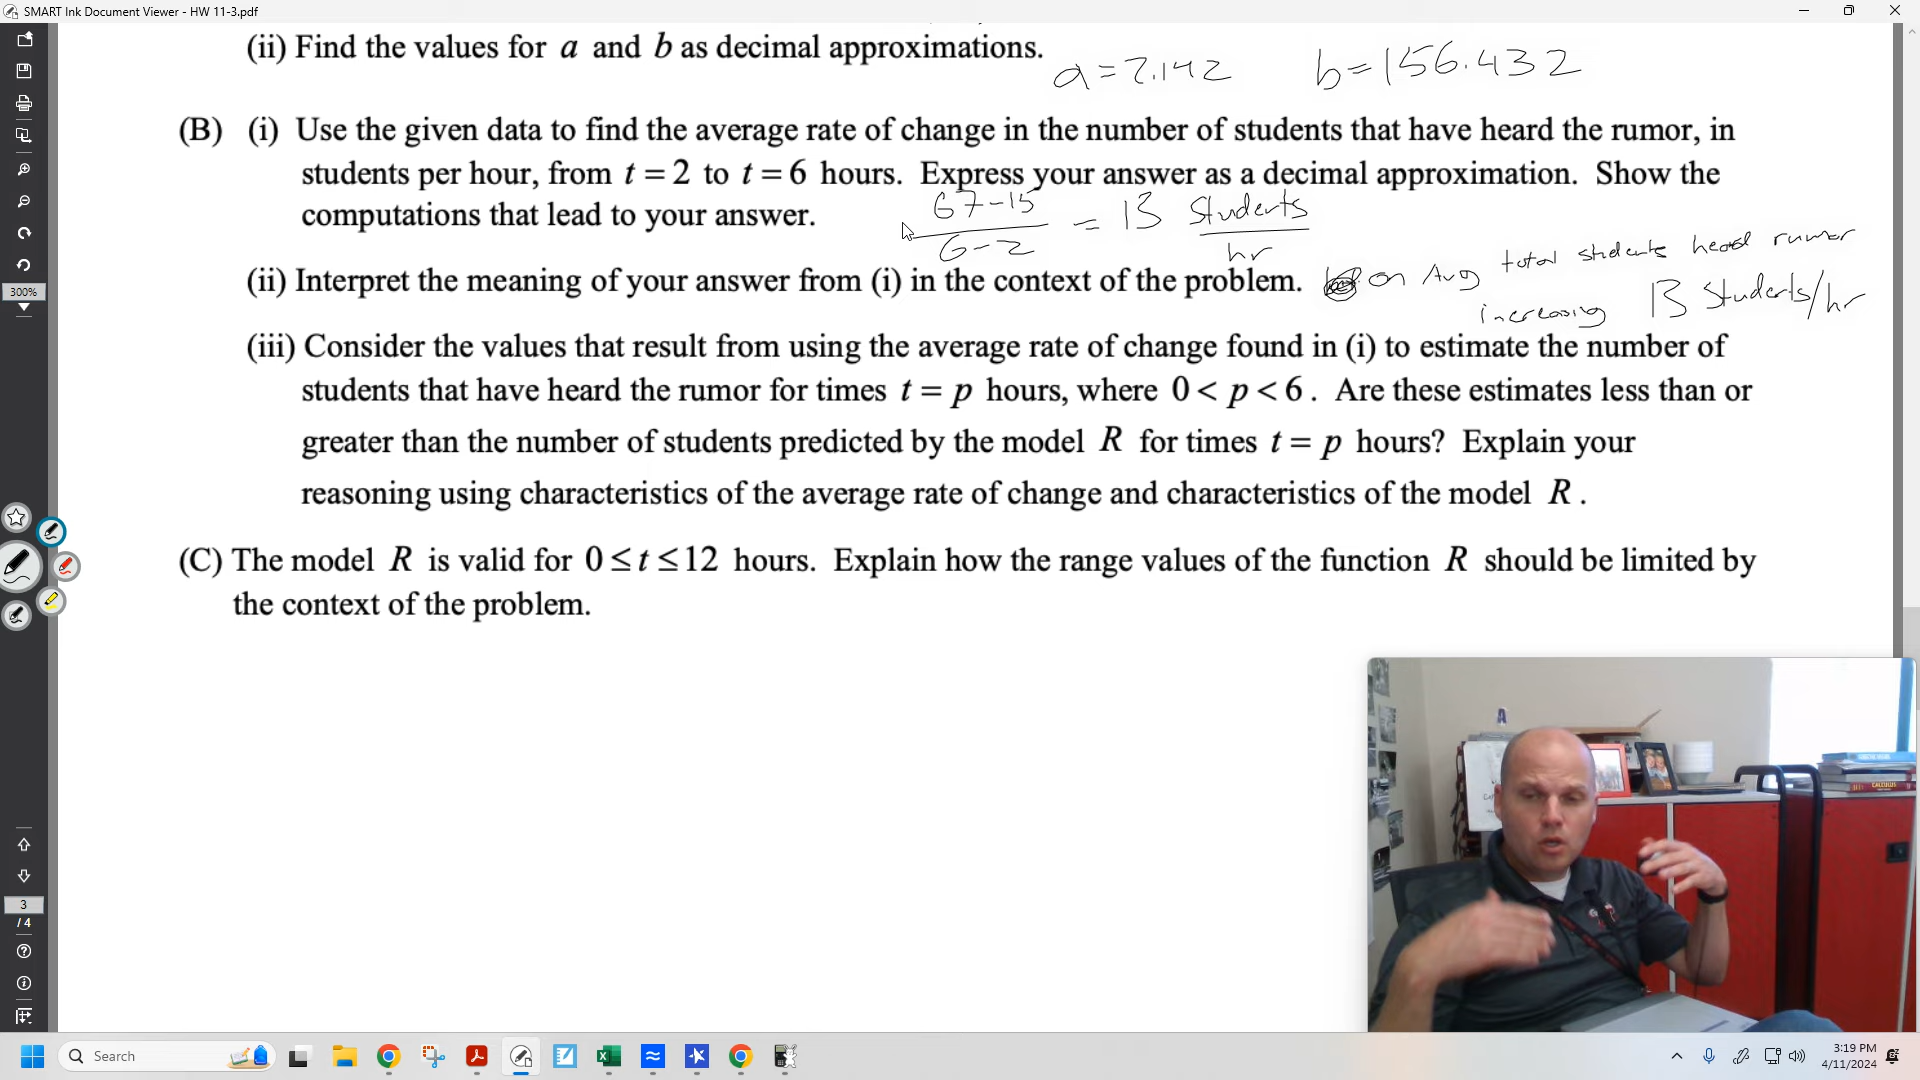 SMART Ink Document Viewer - HW 11-3.pdf
(ii) Find the values for a and b as decimal approximations.
a = 7.142 b = 156.432
(B) (i) Use the given data to find the average rate of change in the number of students that have heard the rumor, in
students per hour, from t = 2 to t = 6 hours. Express your answer as a decimal approximation. Show the
computations that lead to your answer.
67-15
6-2
= 13 Students
hr
(ii) Interpret the meaning of your answer from (i) in the context of the problem.
on Avg total students heard rumor
increasing 13 Students/hr
(iii) Consider the values that result from using the average rate of change found in (i) to estimate the number of
students that have heard the rumor for times t = p hours, where 0 < p < 6. Are these estimates less than or
greater than the number of students predicted by the model R for times t = p hours? Explain your
reasoning using characteristics of the average rate of change and characteristics of the model R.
(C) The model R is valid for 0 ≤ t ≤ 12 hours. Explain how the range values of the function R should be limited by
the context of the problem.
300%
3
/ 4
CALCULUS
Search
3:19 PM
4/11/2024